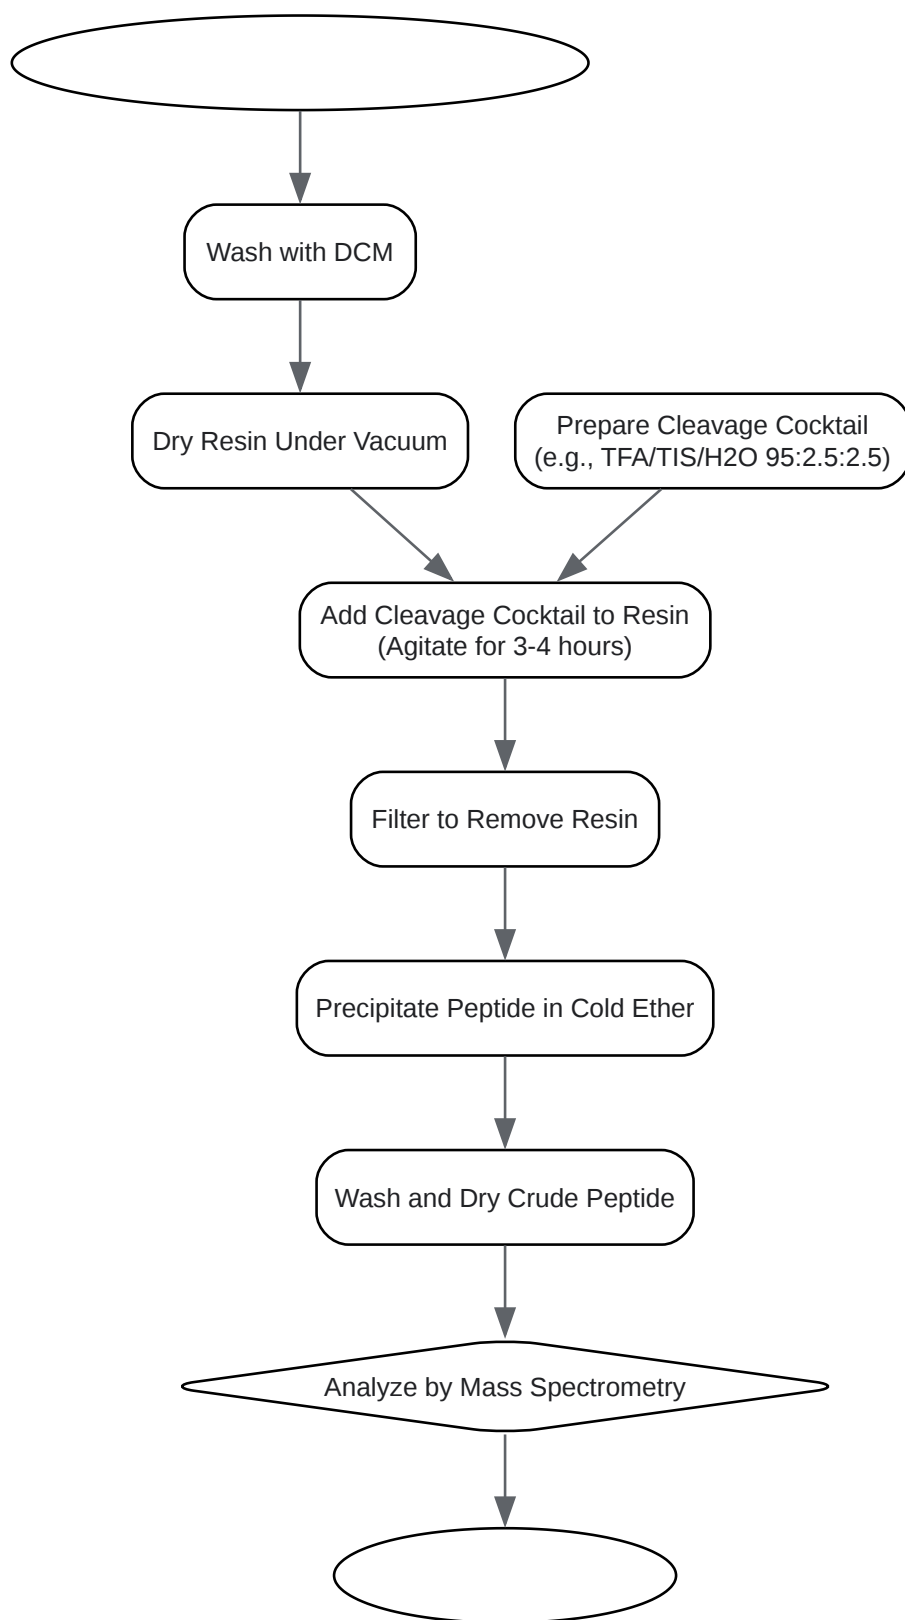 Wash with DCM
Dry Resin Under Vacuum
Prepare Cleavage Cocktail
(e.g., TFA/TIS/H2O 95:2.5:2.5)
Add Cleavage Cocktail to Resin
(Agitate for 3-4 hours)
Filter to Remove Resin
Precipitate Peptide in Cold Ether
Wash and Dry Crude Peptide
Analyze by Mass Spectrometry